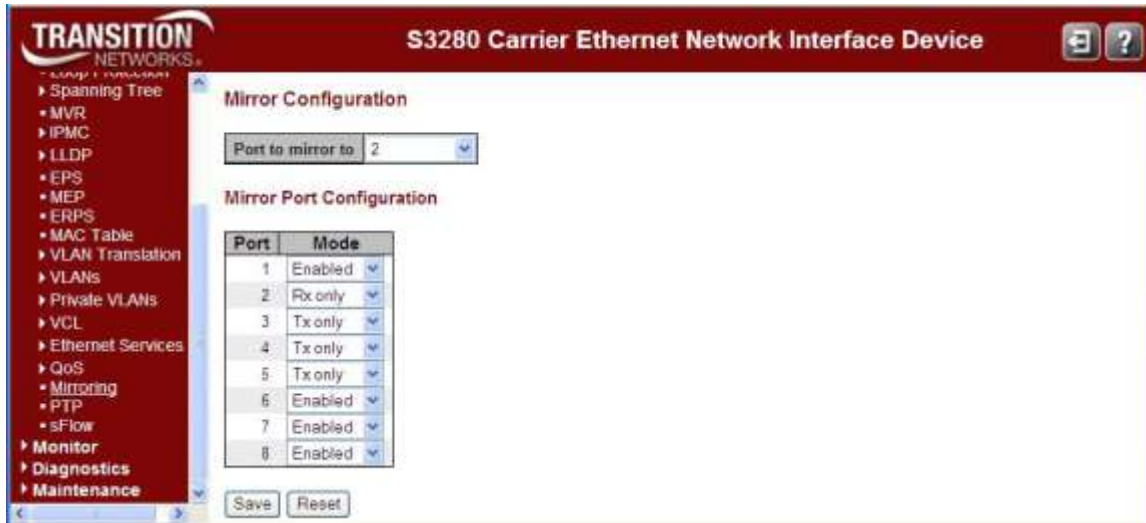 TRANSITION
NETWORKS®
S3280 Carrier Ethernet Network Interface Device
?
Loop Protection
Spanning Tree
MVR
IPMC
LLDP
EPS
MEP
ERPS
MAC Table
VLAN Translation
VLANs
Private VLANs
VCL
Ethernet Services
QoS
Mirroring
PTP
sFlow
Monitor
Diagnostics
Maintenance
Mirror Configuration
Port to mirror to 2
Mirror Port Configuration
Port Mode
1 Enabled
2 Rx only
3 Tx only
4 Tx only
5 Tx only
6 Enabled
7 Enabled
8 Enabled
Save Reset